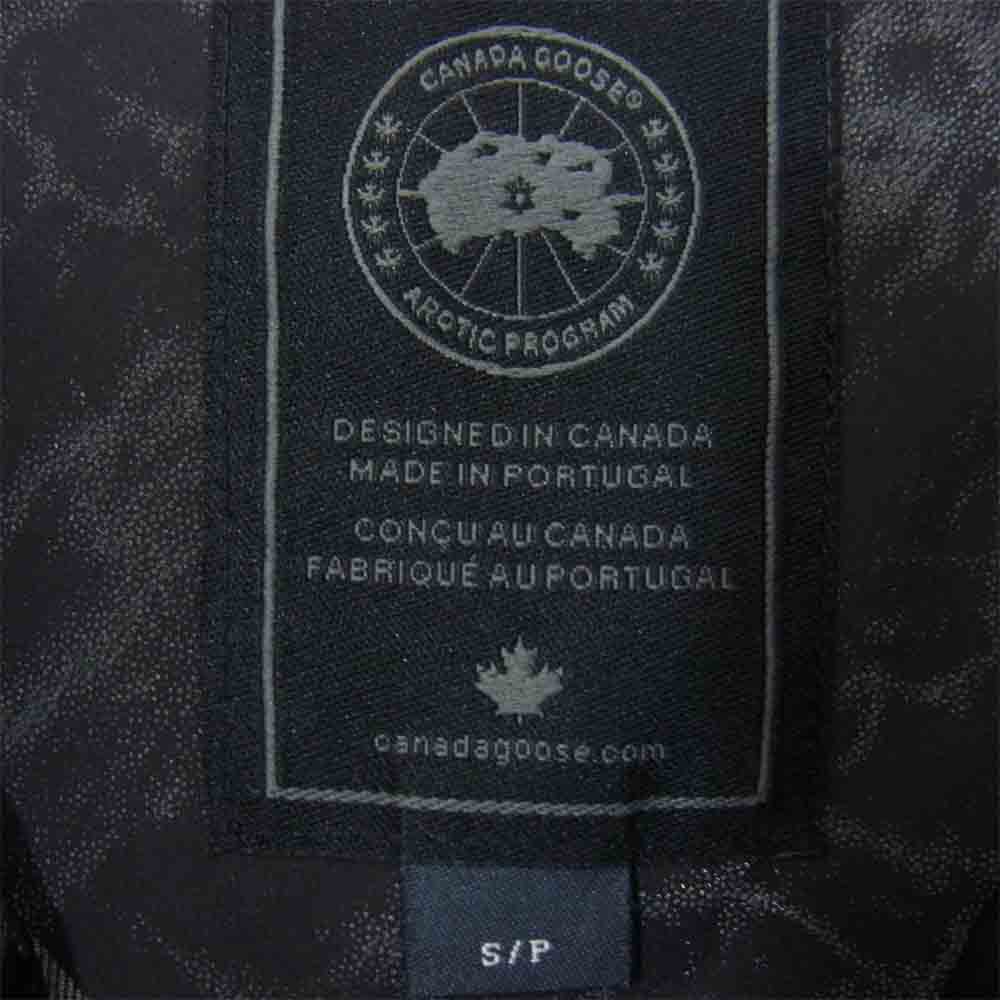 CANADA GOOSE®
ARCTIC PROGRAM
DESIGNED IN CANADA
MADE IN PORTUGAL
CONÇU AU CANADA
FABRIQUÉ AU PORTUGAL
canadagoose.com
S/P